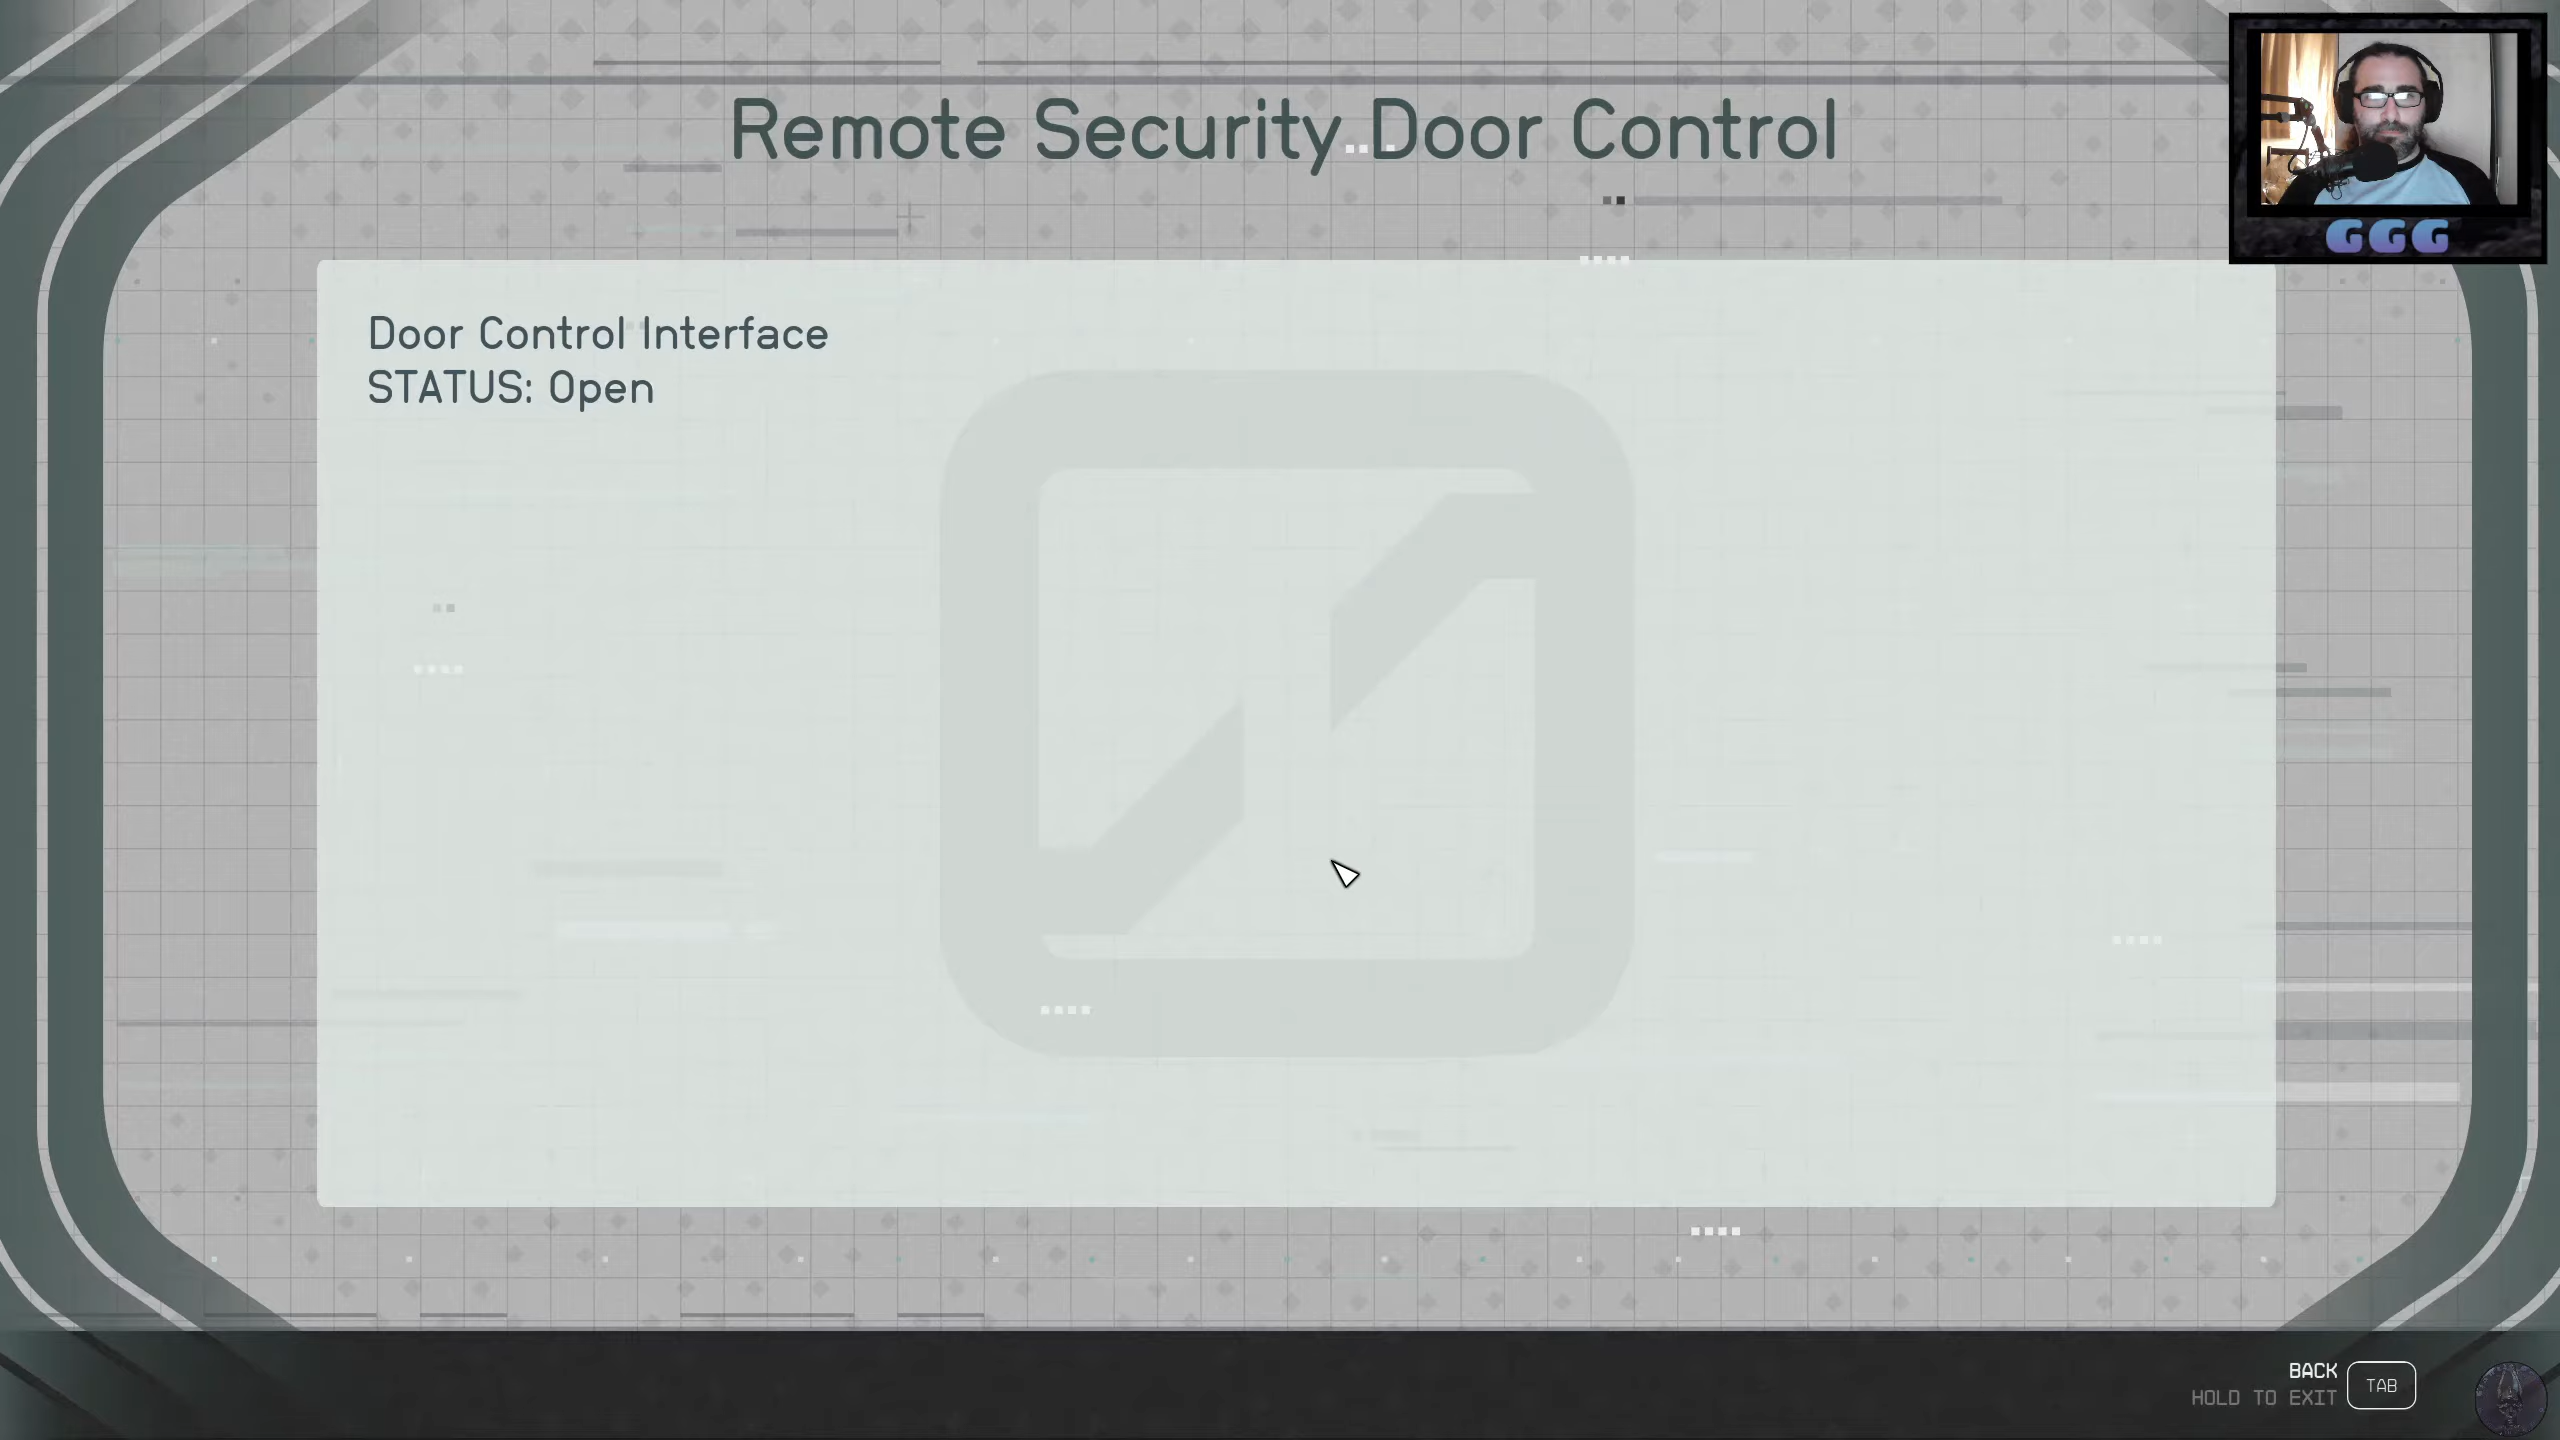 Remote Security Door Control
GGG
Door Control Interface
STATUS: Open
BACK
HOLD TO EXIT
TAB